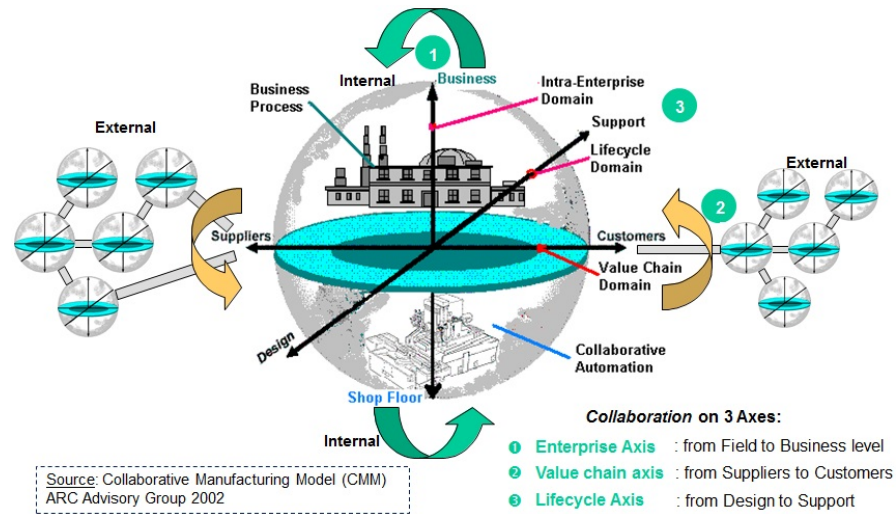 1
Internal
Business
Business
Process
Intra-Enterprise
Domain
3
Support
External
Lifecycle
Domain
External
2
Suppliers
Customers
Value Chain
Domain
Design
Collaborative
Automation
Shop Floor
Internal
Collaboration on 3 Axes:
1 Enterprise Axis : from Field to Business level
2 Value chain axis : from Suppliers to Customers
3 Lifecycle Axis : from Design to Support
Source: Collaborative Manufacturing Model (CMM)
ARC Advisory Group 2002